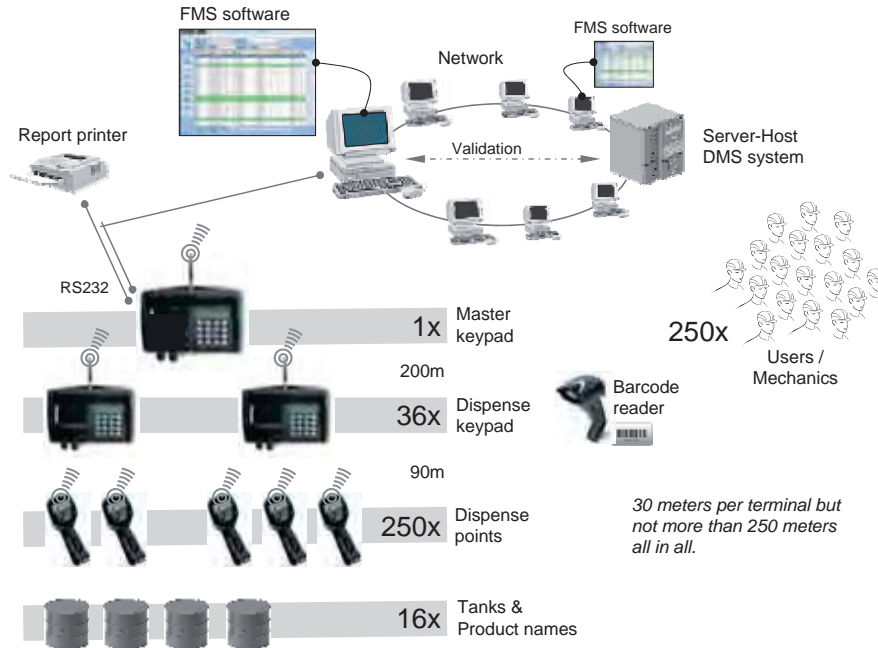 FMS software
FMS software
Network
Report printer
Validation
Server-Host
DMS system
RS232
1x
Master
keypad
250x
Users /
Mechanics
200m
36x
Dispense
keypad
Barcode
reader
90m
250x
Dispense
points
30 meters per terminal but
not more than 250 meters
all in all.
16x
Tanks &
Product names